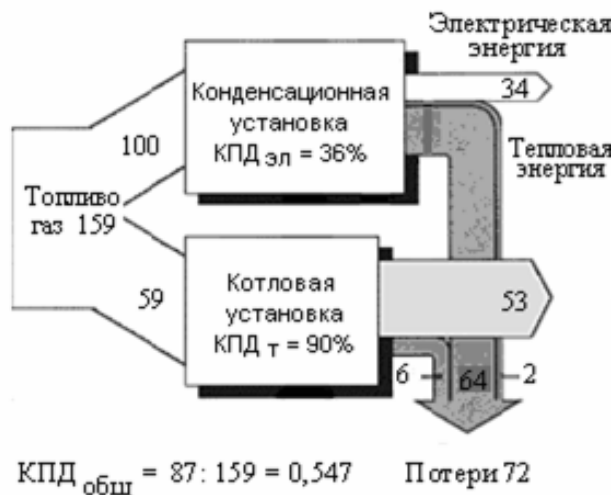 Электрическая
энергия
34
Конденсационная
установка
КПД эл = 36%
100
Тепловая
энергия
Топливо
газ 159
Котловая
установка
КПД т = 90%
59
53
6
64
2
КПД общ = 87: 159 = 0,547
Потери 72